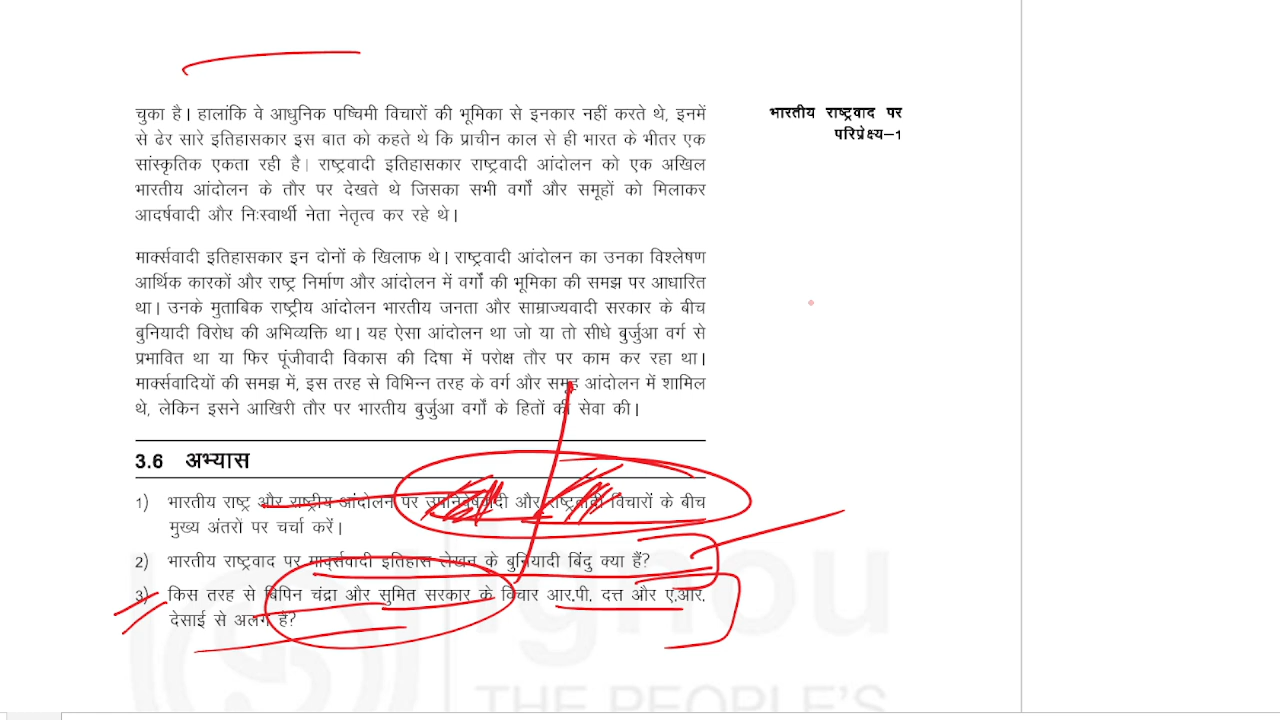 चुका है। हालांकि वे आधुनिक पष्चिमी विचारों की भूमिका से इनकार नहीं करते थे, इनमें
से ढेर सारे इतिहासकार इस बात को कहते थे कि प्राचीन काल से ही भारत के भीतर एक
सांस्कृतिक एकता रही है। राष्ट्रवादी इतिहासकार राष्ट्रवादी आंदोलन को एक अखिल
भारतीय आंदोलन के तौर पर देखते थे जिसका सभी वर्गों और समूहों को मिलाकर
आदर्षवादी और निःस्वार्थी नेता नेतृत्व कर रहे थे।
भारतीय राष्ट्रवाद पर
परिप्रेक्ष्य–1
मार्क्सवादी इतिहासकार इन दोनों के खिलाफ थे। राष्ट्रवादी आंदोलन का उनका विश्लेषण
आर्थिक कारकों और राष्ट्र निर्माण और आंदोलन में वर्गों की भूमिका की समझ पर आधारित
था। उनके मुताबिक राष्ट्रीय आंदोलन भारतीय जनता और साम्राज्यवादी सरकार के बीच
बुनियादी विरोध की अभिव्यक्ति था। यह ऐसा आंदोलन था जो या तो सीधे बुर्जुआ वर्ग से
प्रभावित था या फिर पूंजीवादी विकास की दिषा में परोक्ष तौर पर काम कर रहा था।
मार्क्सवादियों की समझ में, इस तरह से विभिन्न तरह के वर्ग और समूह आंदोलन में शामिल
थे, लेकिन इसने आखिरी तौर पर भारतीय बुर्जुआ वर्गों के हितों की सेवा की।
3.6 अभ्यास
1) भारतीय राष्ट्र और राष्ट्रीय आंदोलन पर उपनिवेषवादी और राष्ट्रवादी विचारों के बीच
मुख्य अंतरों पर चर्चा करें।
2) भारतीय राष्ट्रवाद पर मार्क्सवादी इतिहास लेखन के बुनियादी बिंदु क्या हैं?
3) किस तरह से बिपिन चंद्रा और सुमित सरकार के विचार आर.पी. दत्त और ए.आर.
देसाई से अलग है?
ignou
THE PEOPLE'S